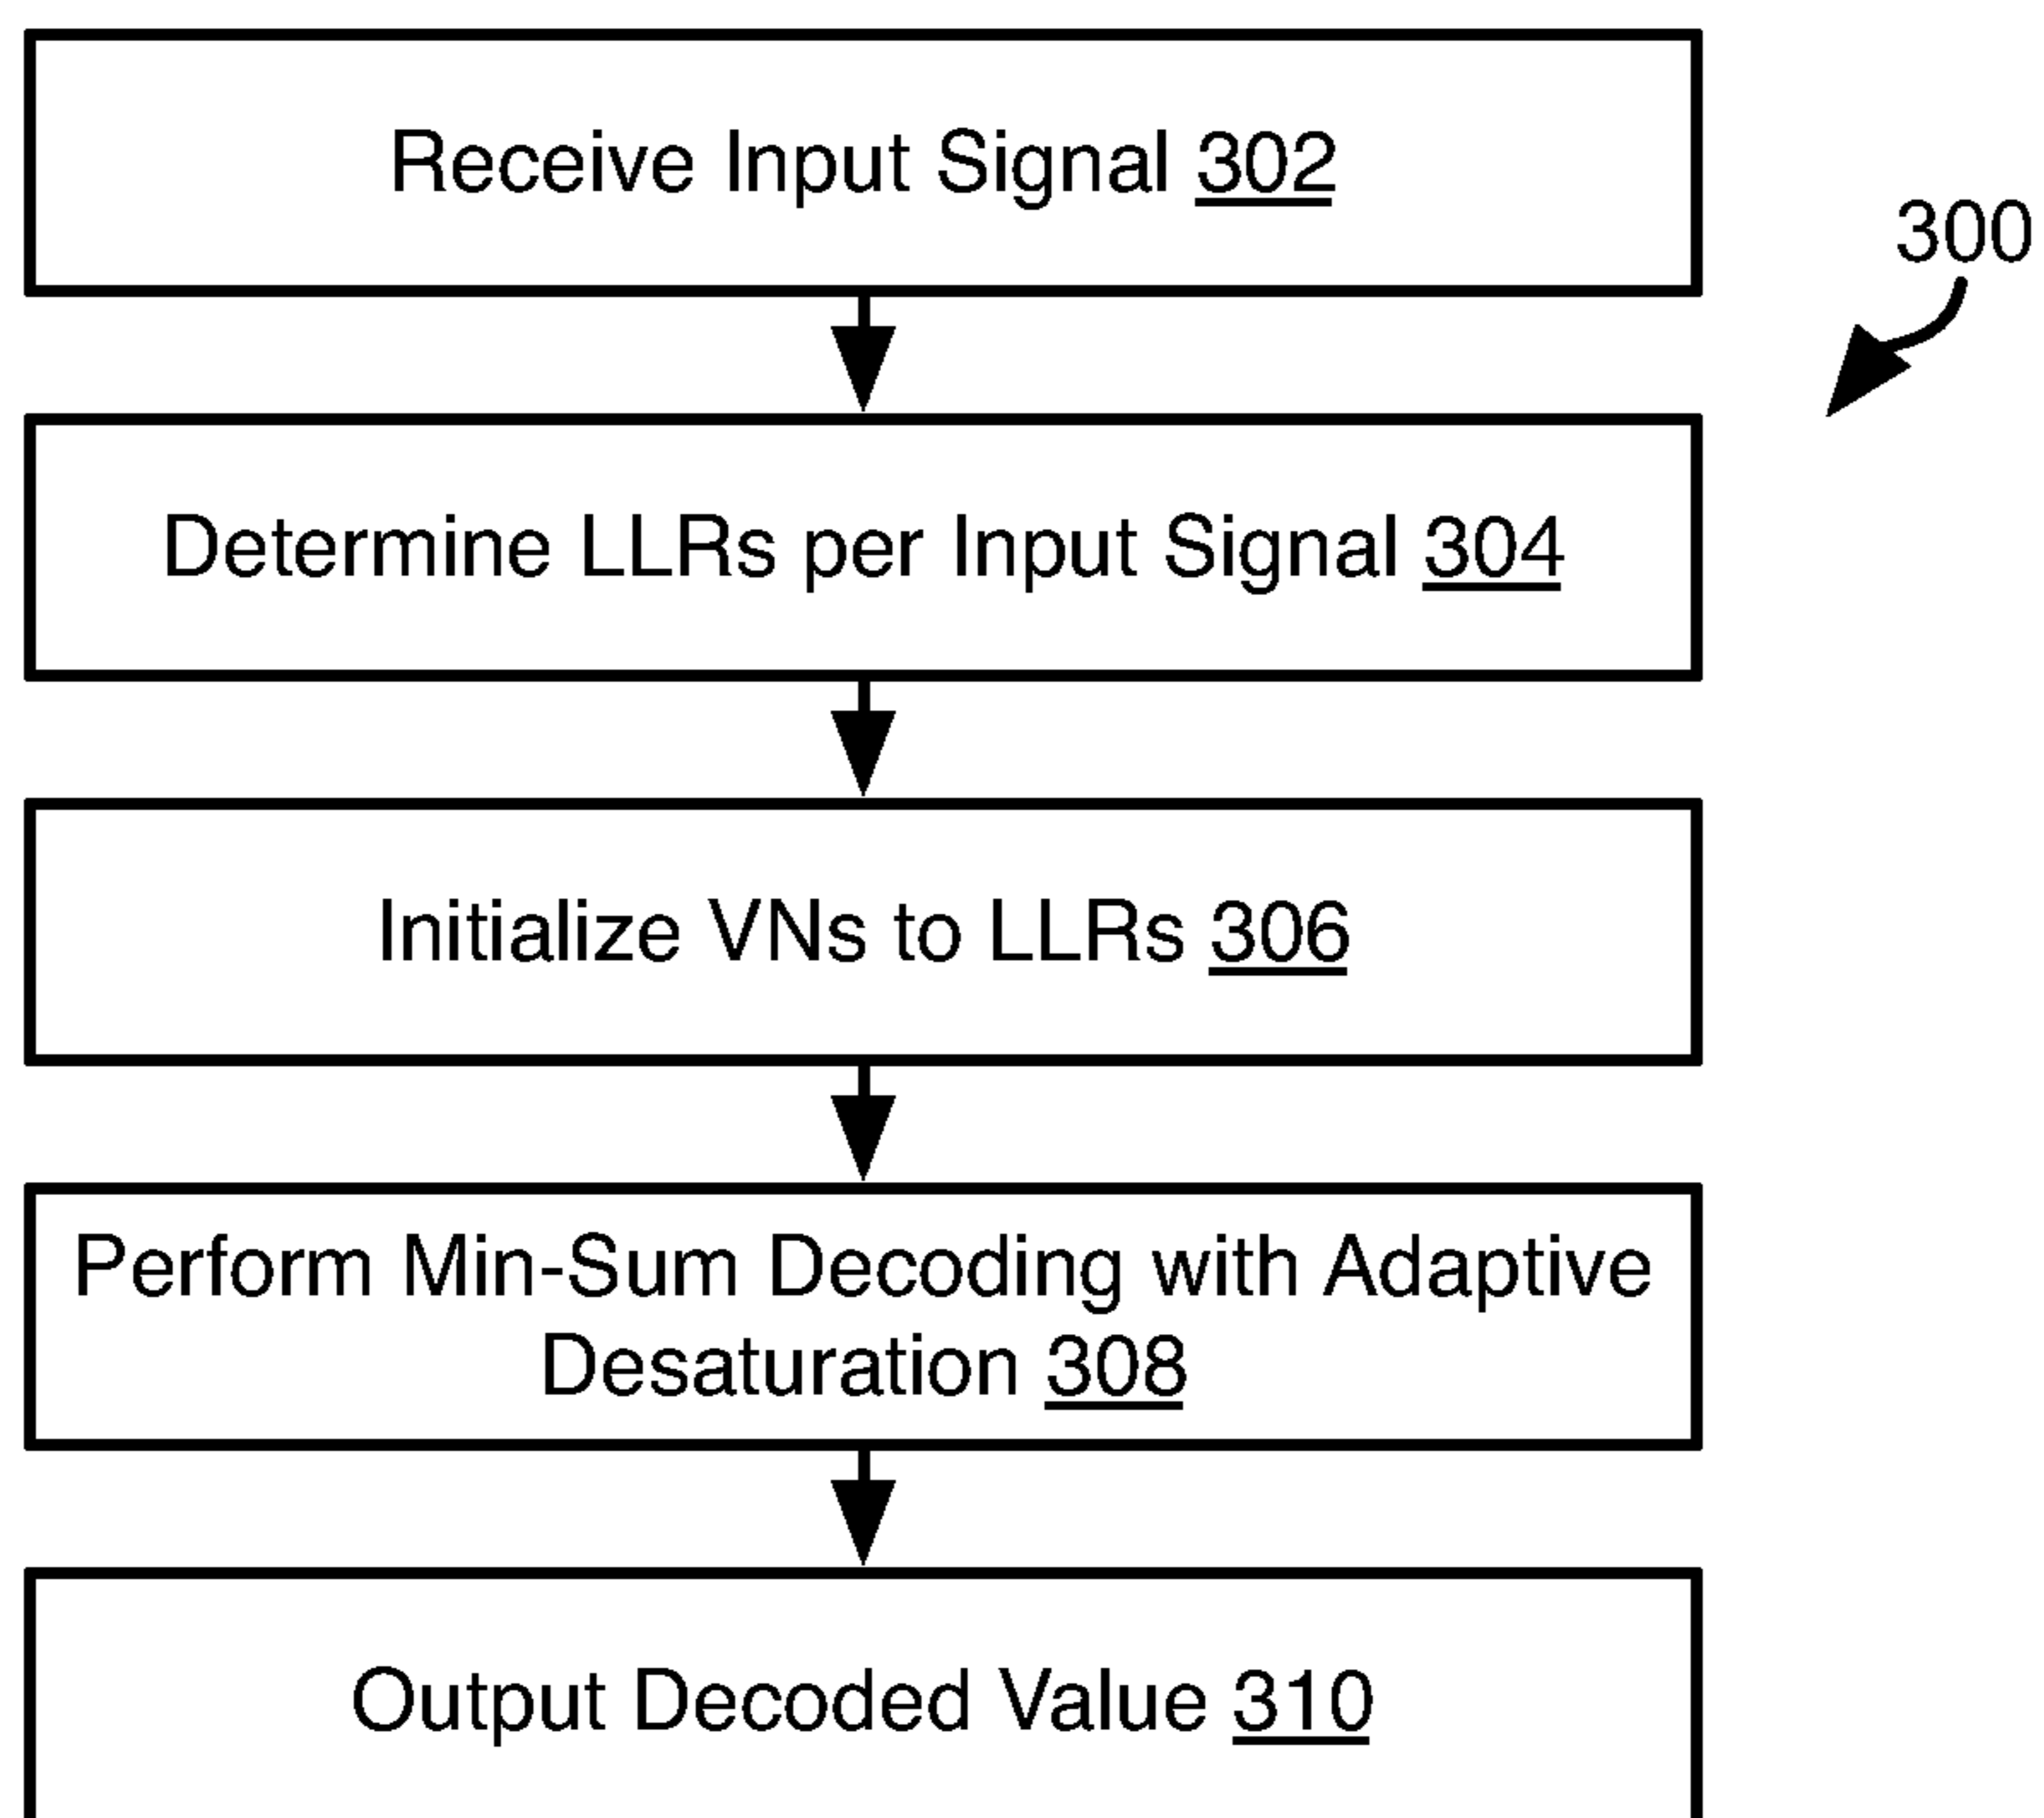 Receive Input Signal 302
300
Determine LLRs per Input Signal 304
Initialize VNs to LLRs 306
Perform Min-Sum Decoding with Adaptive
Desaturation 308
Output Decoded Value 310